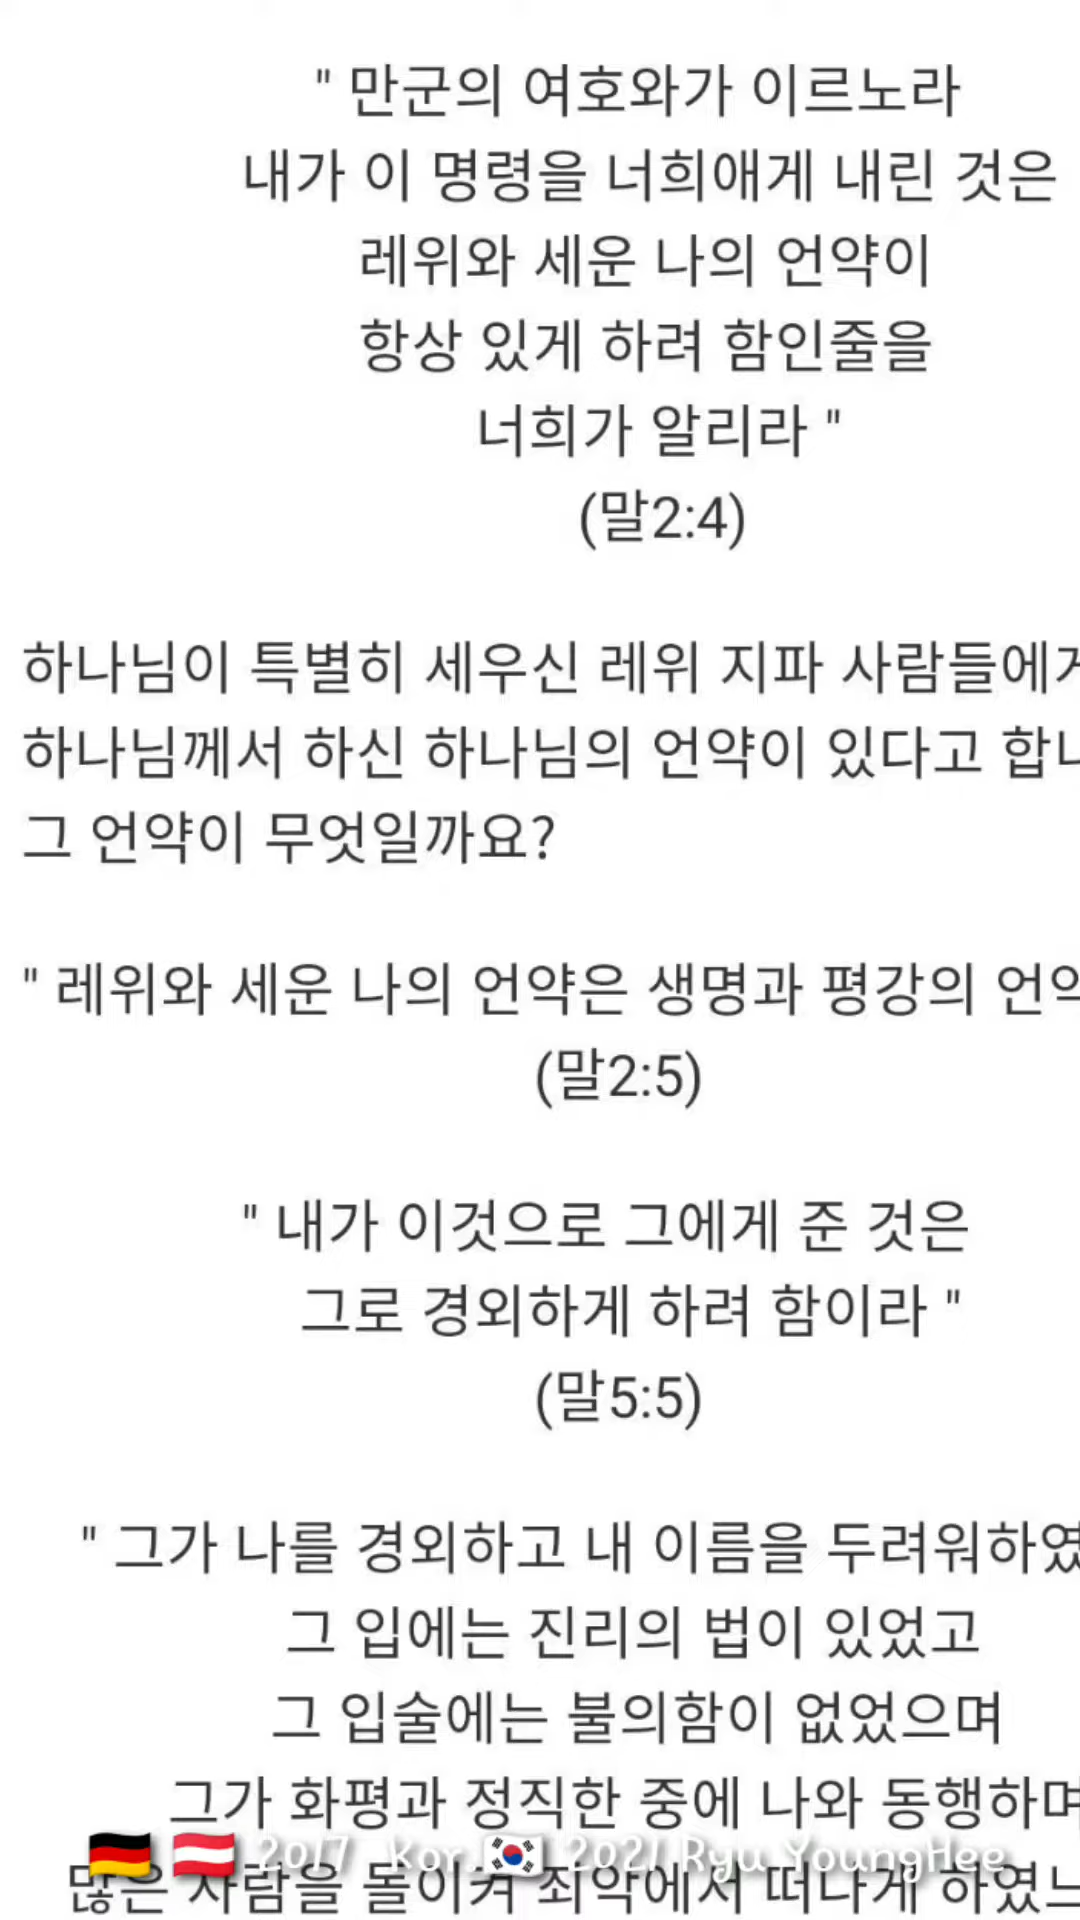 " 만군의 여호와가 이르노라
내가 이 명령을 너희애게 내린 것은
레위와 세운 나의 언약이
항상 있게 하려 함인줄을
너희가 알리라 "
(말2:4)
하나님이 특별히 세우신 레위 지파 사람들에게
하나님께서 하신 하나님의 언약이 있다고
그 언약이 무엇일까요?
" 레위와 세운 나의 언약은 생명과 평강의
(말2:5)
" 내가 이것으로 그에게 준 것은
그로 경외하게 하려 함이라 "
(말5:5)
" 그가 나를 경외하고 내 이름을
그 입에는 진리의 법이 있었고
그 입술에는 불의함이 없었으며
그가 화평과 정직한 중에 나와 동행하며
2017 Kor. 2021 Ryu YoungHee
많은 사람을 돌이켜 죄악에서 떠나게